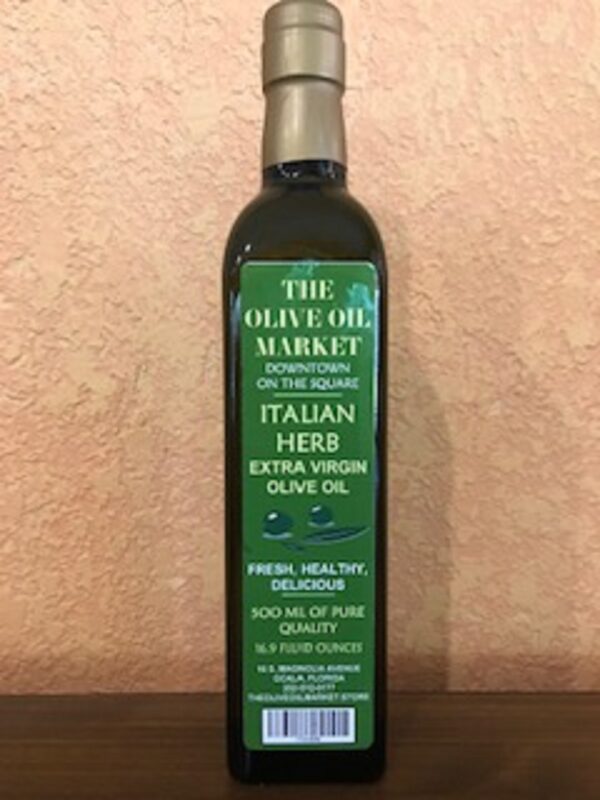 THE
OLIVE OIL
MARKET
DOWNTOWN
ON THE SQUARE
ITALIAN
HERB
EXTRA VIRGIN
OLIVE OIL
FRESH, HEALTHY,
DELICIOUS
500 ML OF PURE
QUALITY
16.9 FLUID OUNCES
MAGNOLIA AVENUE
OCALA, FLORIDA
THEOLIVEOILMARKET.STORE